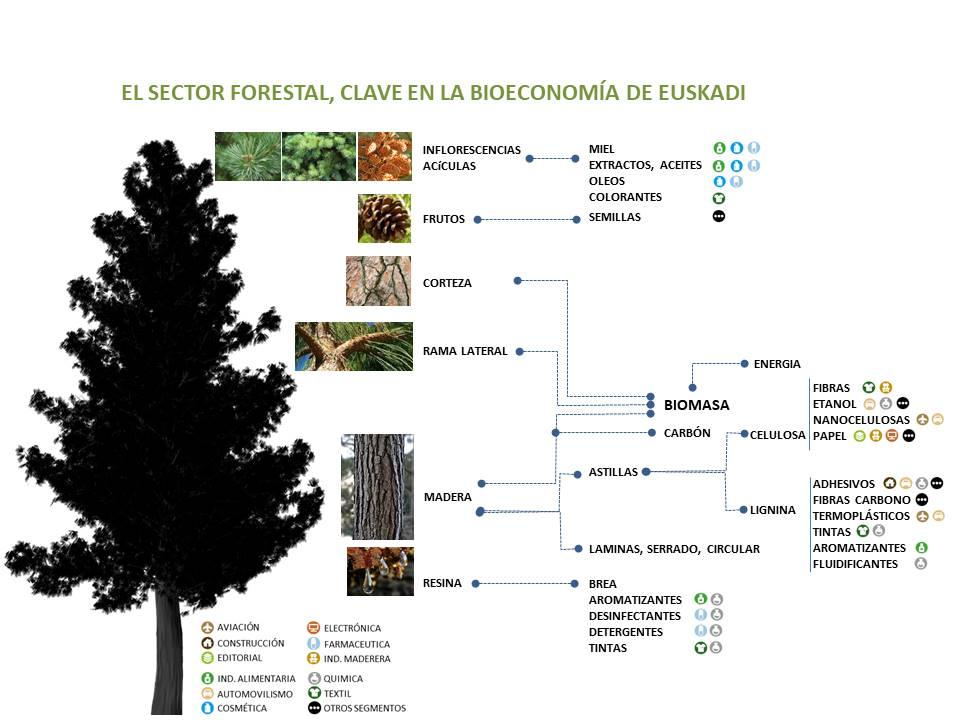 EL SECTOR FORESTAL, CLAVE EN LA BIOECONOMÍA DE EUSKADI
INFLORESCENCIAS
ACíCULAS
MIEL
EXTRACTOS, ACEITES
OLEOS
COLORANTES
FRUTOS
SEMILLAS
CORTEZA
RAMA LATERAL
ENERGIA
BIOMASA
CARBÓN
CELULOSA
FIBRAS
ETANOL
NANOCELULOSAS
PAPEL
MADERA
ASTILLAS
LIGNINA
ADHESIVOS
FIBRAS CARBONO
TERMOPLÁSTICOS
TINTAS
AROMATIZANTES
FLUIDIFICANTES
LAMINAS, SERRADO, CIRCULAR
RESINA
BREA
AROMATIZANTES
DESINFECTANTES
DETERGENTES
TINTAS
AVIACIÓN
CONSTRUCCIÓN
EDITORIAL
IND. ALIMENTARIA
AUTOMOVILISMO
COSMÉTICA
ELECTRÓNICA
FARMACEUTICA
IND. MADERERA
QUIMICA
TEXTIL
OTROS SEGMENTOS